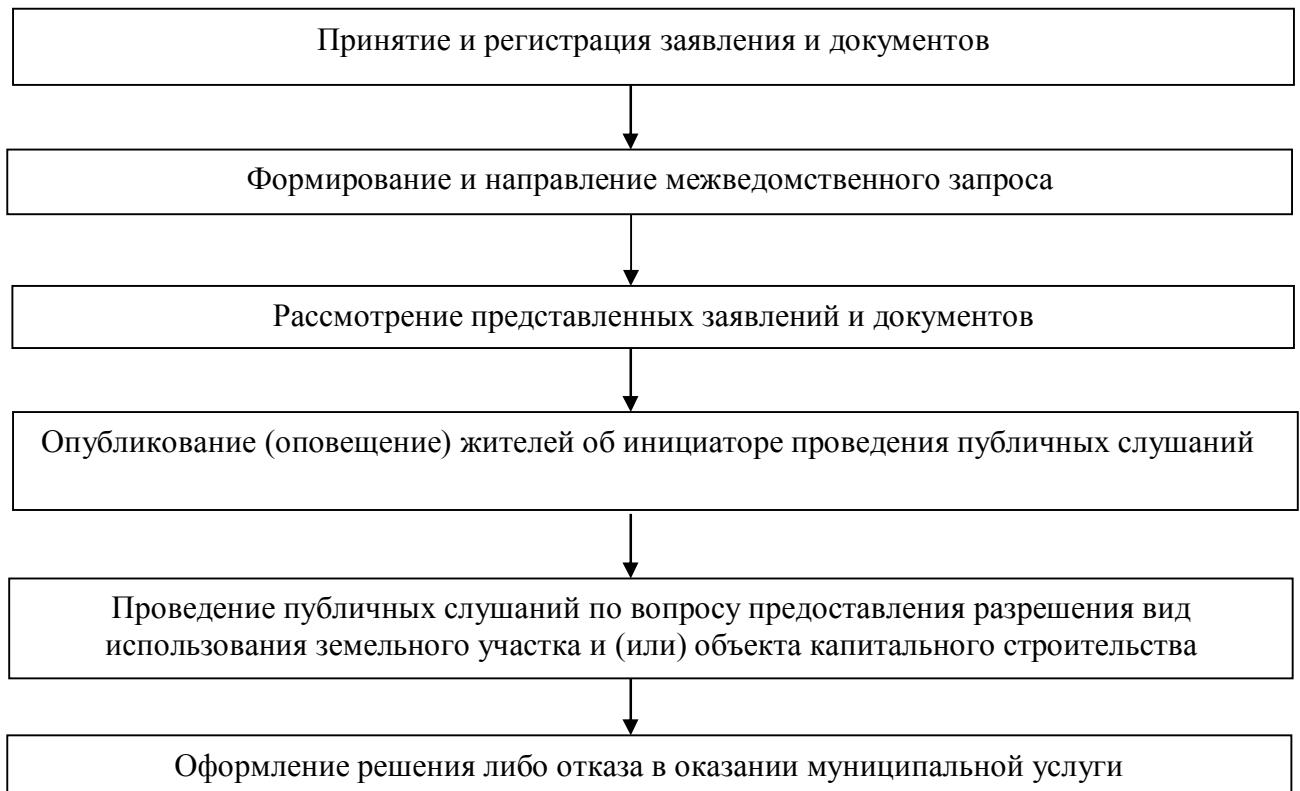 Принятие и регистрация заявления и документов
Формирование и направление межведомственного запроса
Рассмотрение представленных заявлений и документов
Опубликование (оповещение) жителей об инициаторе проведения публичных слушаний
Проведение публичных слушаний по вопросу предоставления разрешения вид
использования земельного участка и (или) объекта капитального строительства
Оформление решения либо отказа в оказании муниципальной услуги